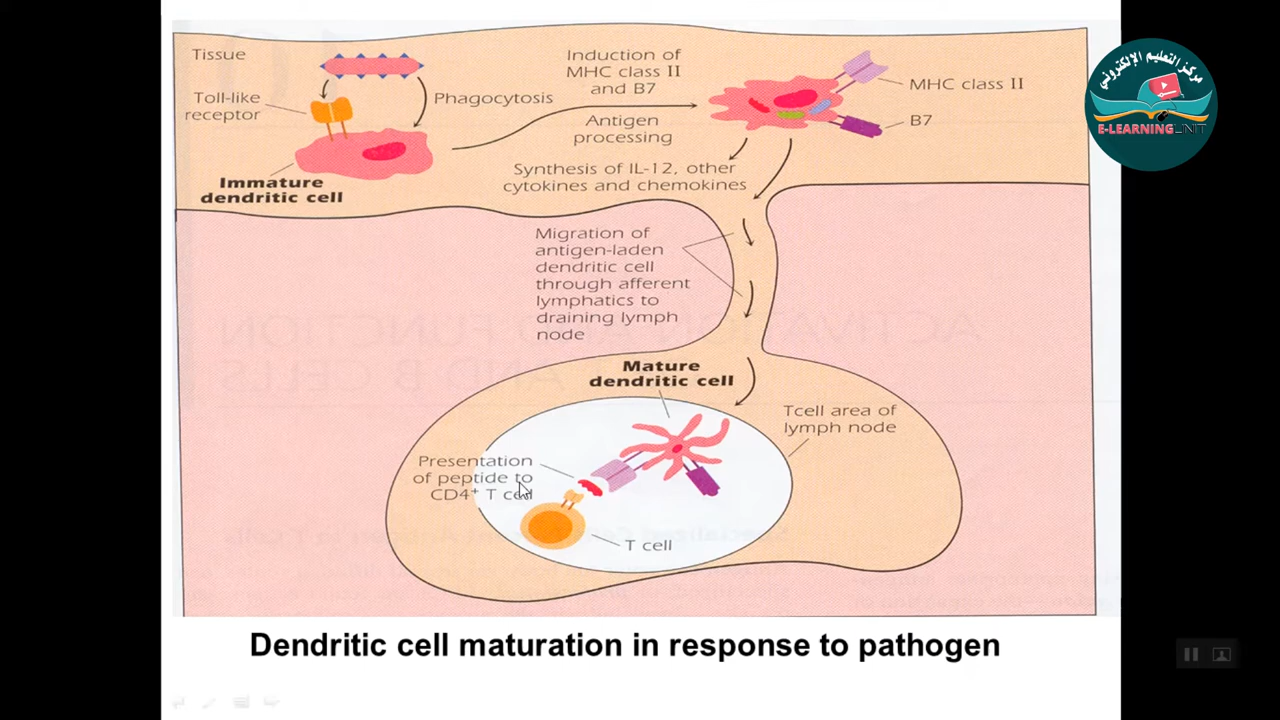 Tissue
Toll-like
receptor
Phagocytosis
Immature
dendritic cell
Induction of
MHC class II
and B7
Antigen
processing
MHC class II
B7
Synthesis of IL-12, other
cytokines and chemokines
Migration of
antigen-laden
dendritic cell
through afferent
lymphatics to
draining lymph
node
Mature
dendritic cell
Tcell area of
lymph node
Presentation
of peptide to
CD4+ T cell
T cell
Dendritic cell maturation in response to pathogen
مركز التعليم الإلكتروني
E-LEARNING UNIT